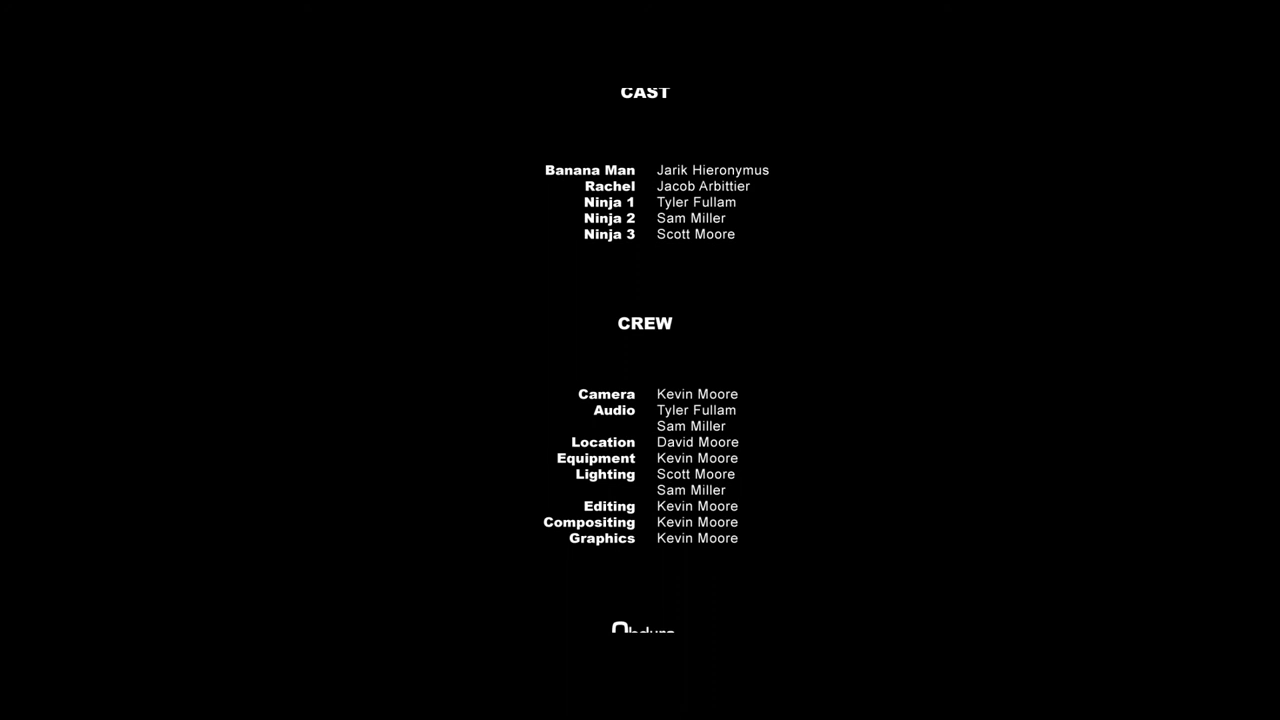 CAST
Banana Man Jarik Hieronymus
Rachel Jacob Arbittier
Ninja 1 Tyler Fullam
Ninja 2 Sam Miller
Ninja 3 Scott Moore
CREW
Camera Kevin Moore
Audio Tyler Fullam
Sam Miller
Location David Moore
Equipment Kevin Moore
Lighting Scott Moore
Sam Miller
Editing Kevin Moore
Compositing Kevin Moore
Graphics Kevin Moore